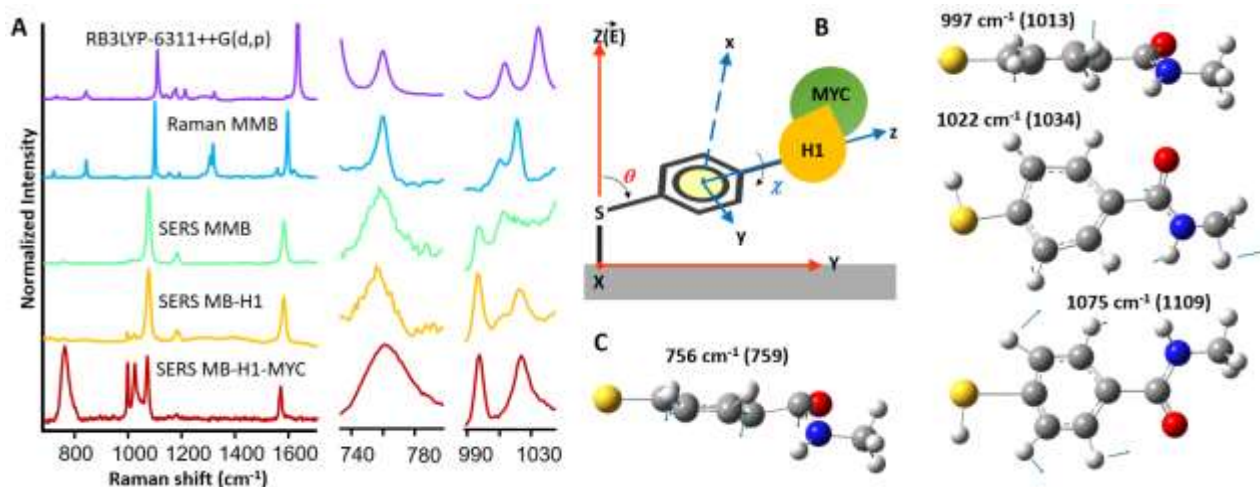 A
RB3LYP-6311++G(d,p)
Raman MMB
SERS MMB
SERS MB-H1
SERS MB-H1-MYC
Normalized Intensity
800 1000 1200 1400 1600
740 780
990 1030
Raman shift (cm⁻¹)
B
Z(E⃗)
x
MYC
H1
z
θ
χ
S
Y
X
Y
C
756 cm⁻¹ (759)
997 cm⁻¹ (1013)
1022 cm⁻¹ (1034)
1075 cm⁻¹ (1109)